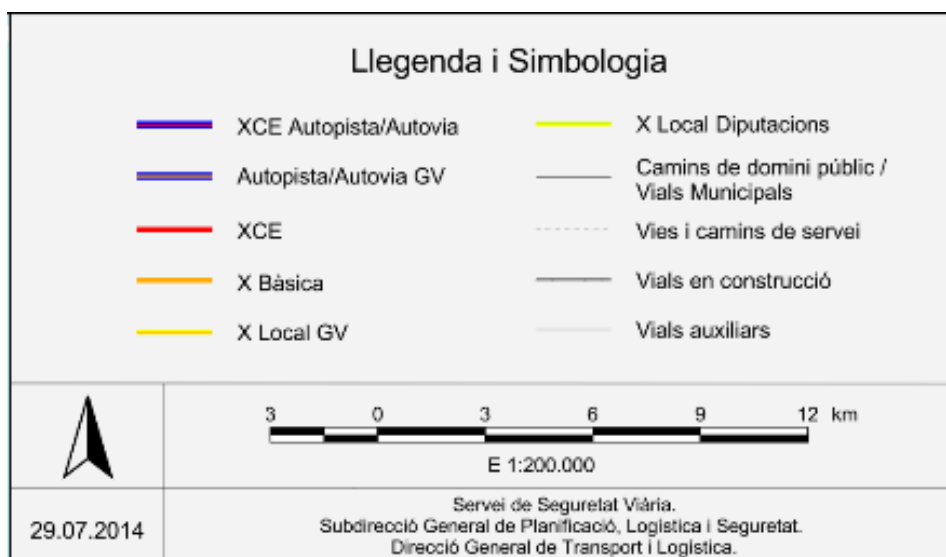 Llegenda i Simbologia
XCE Autopista/Autovia
Autopista/Autovia GV
XCE
X Bàsica
X Local GV
X Local Diputacions
Camins de domini públic /
Vials Municipals
Vies i camins de servei
Vials en construcció
Vials auxiliars
3 0 3 6 9 12 km
E 1:200.000
29.07.2014
Servei de Seguretat Viária.
Subdirecció General de Planificació, Logística i Seguretat.
Direcció General de Transport i Logística.